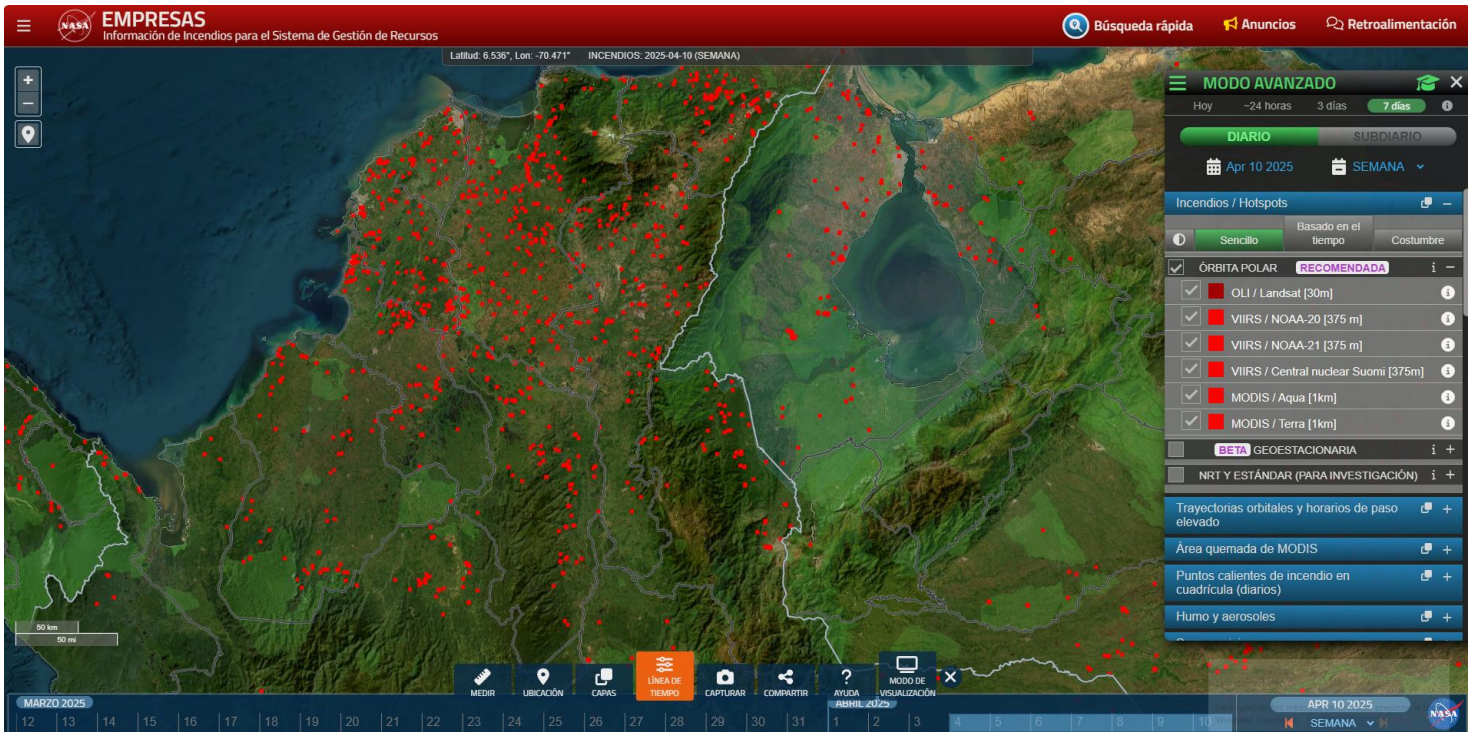 NASA
EMPRESAS
Información de Incendios para el Sistema de Gestión de Recursos
Búsqueda rápida
Anuncios
Retroalimentación
Latitud: 6.536°, Lon: -70.471°
INCENDIOS: 2025-04-10 (SEMANA)
+
−
MODO AVANZADO
Hoy
~24 horas
3 días
7 días
DIARIO
SUBDIARIO
Apr 10 2025
SEMANA
Incendios / Hotspots
Sencillo
Basado en el
tiempo
Costumbre
ÓRBITA POLAR RECOMENDADA
OLI / Landsat [30m]
VIIRS / NOAA-20 [375 m]
VIIRS / NOAA-21 [375 m]
VIIRS / Central nuclear Suomi [375m]
MODIS / Aqua [1km]
MODIS / Terra [1km]
BETA GEOESTACIONARIA
NRT Y ESTÁNDAR (PARA INVESTIGACIÓN)
Trayectorias orbitales y horarios de paso
elevado
Área quemada de MODIS
Puntos calientes de incendio en
cuadrícula (diarios)
Humo y aerosoles
50 km
50 mi
MEDIR
UBICACIÓN
CAPAS
LÍNEA DE
TIEMPO
CAPTURAR
COMPARTIR
AYUDA
MODO DE
VISUALIZACIÓN
MARZO 2025
ABRIL 2025
12 13 14 15 16 17 18 19 20 21 22 23 24 25 26 27 28 29 30 31 1 2 3 4 5 6 7 8 9 10
APR 10 2025
SEMANA
NASA